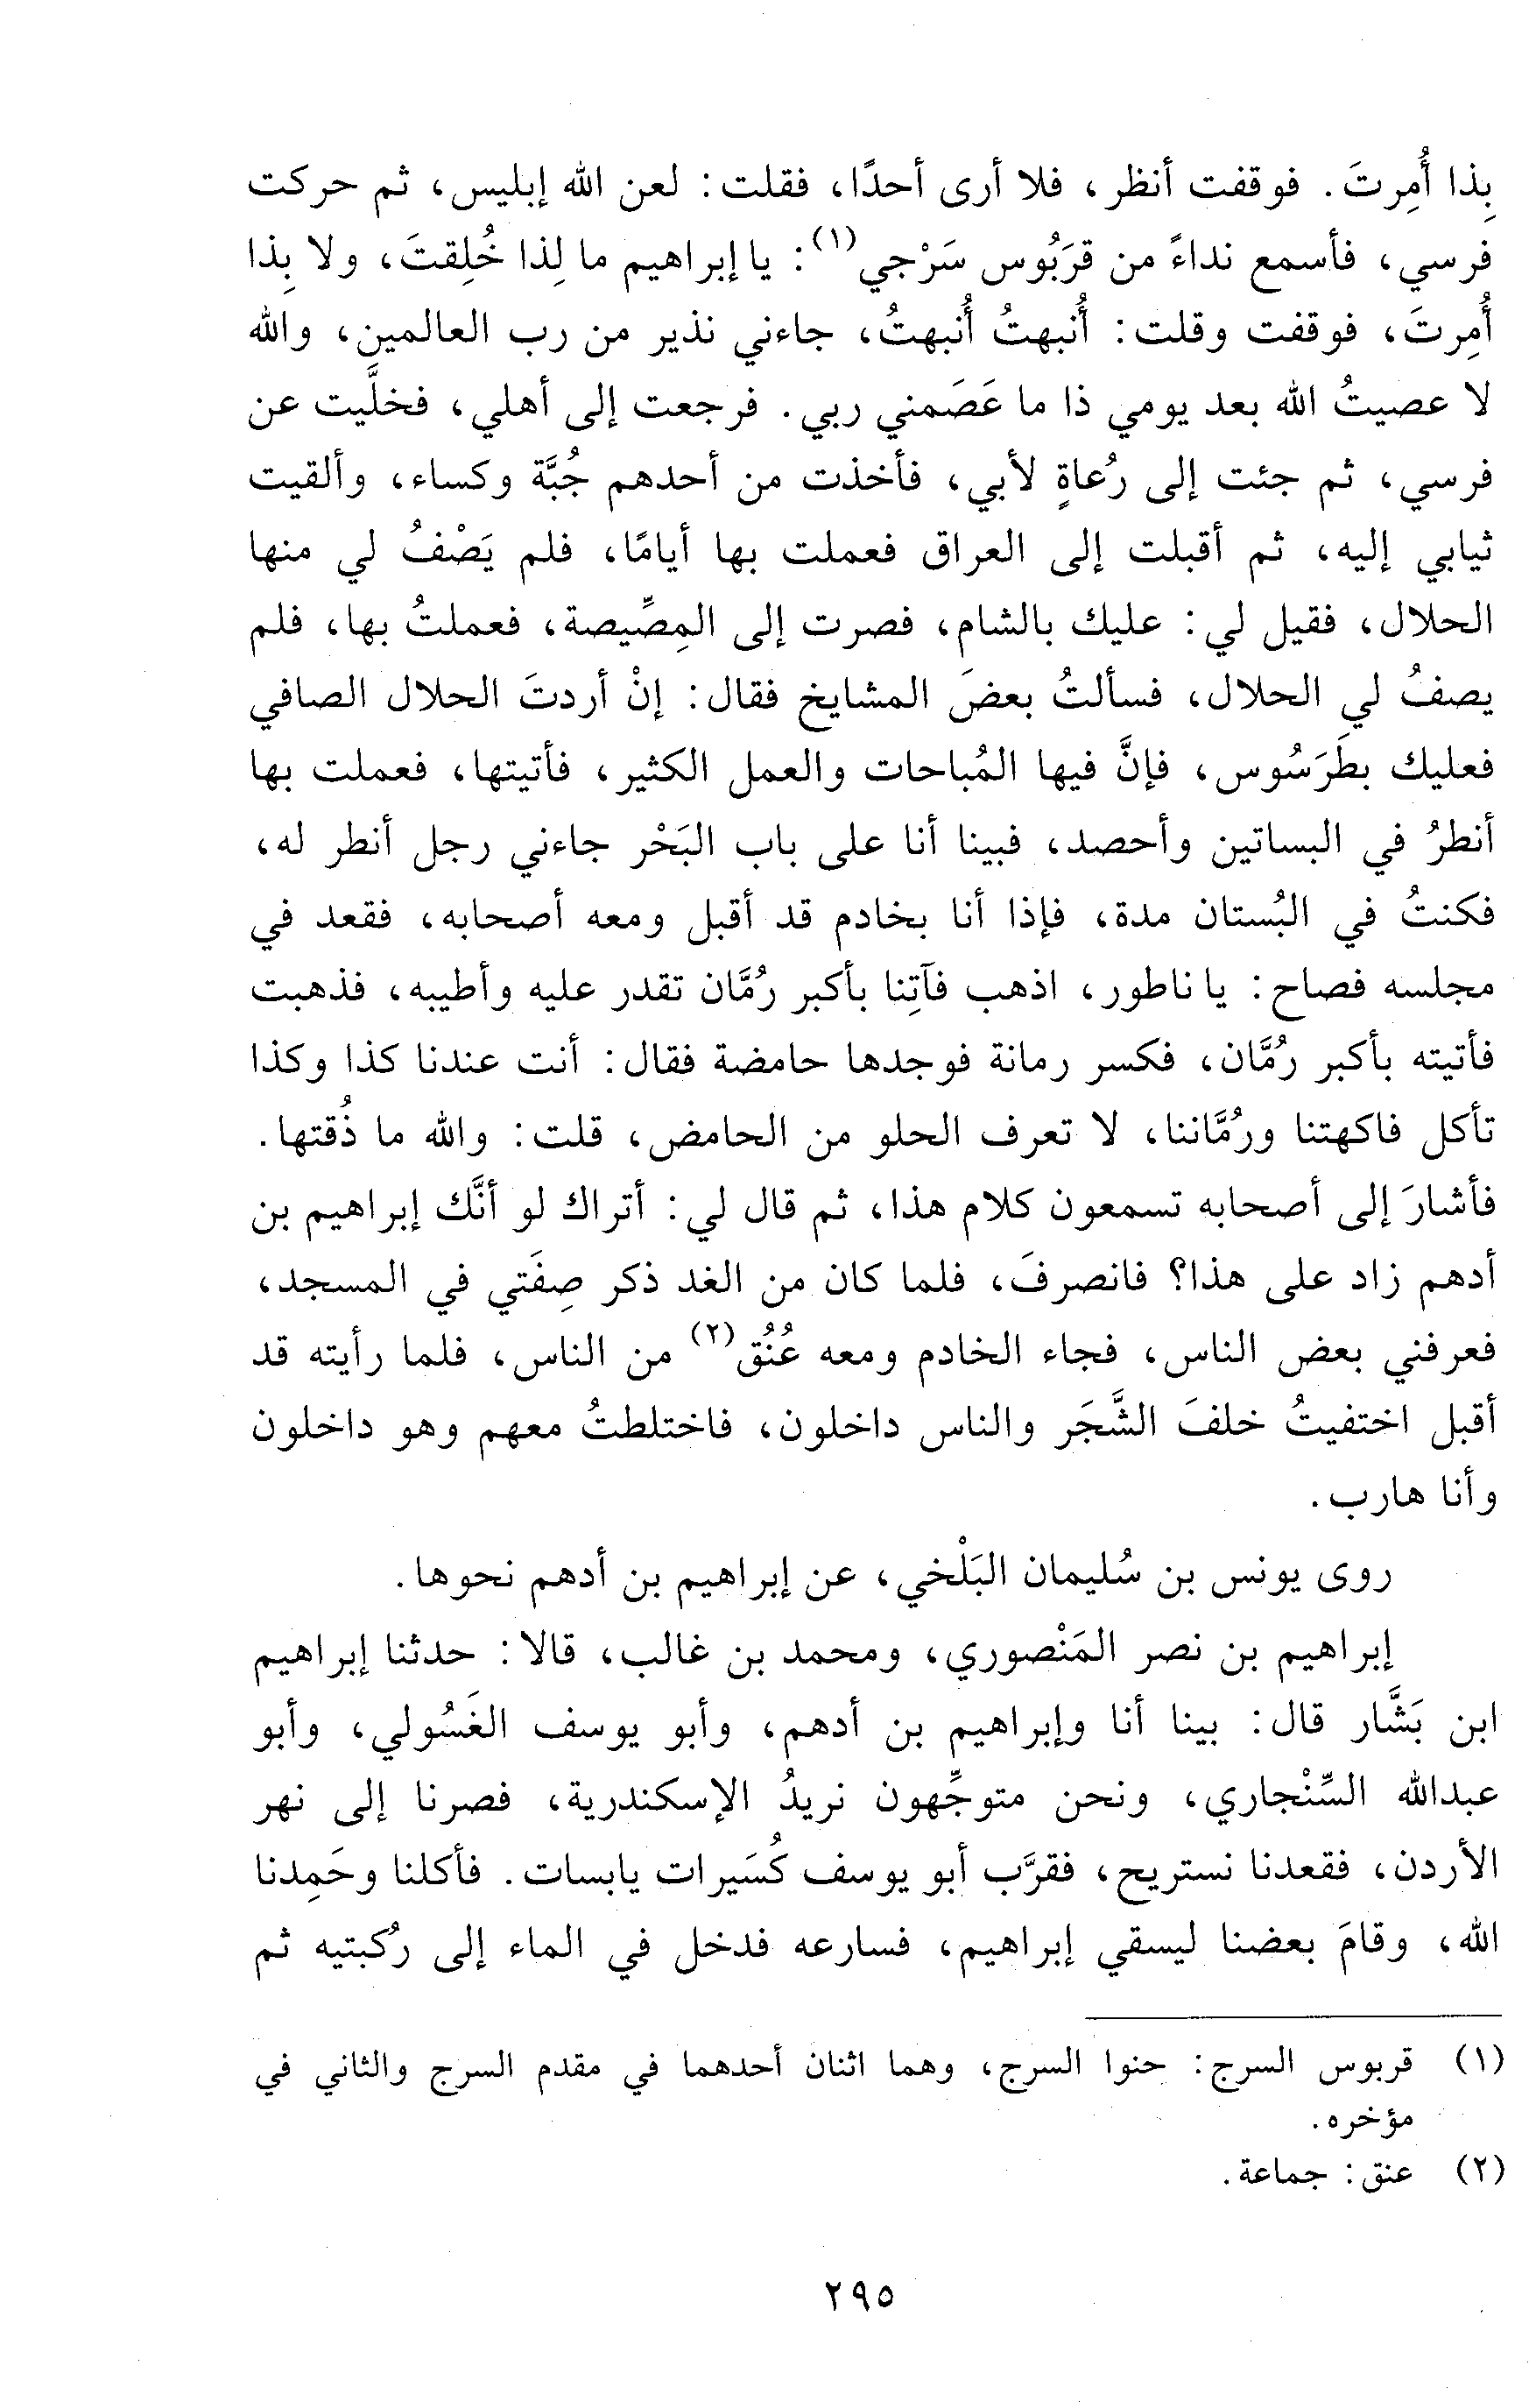 بِذا أُمِرتَ. فوقفت أنظر، فلا أرى أحدًا، فقلت: لعن الله إبليس، ثم حركت
فرسي، فأسمع نداءً من قرَبُوس سَرْجي(١): يا إبراهيم ما لِذا خُلِقتَ، ولا بِذا
أُمِرتَ، فوقفت وقلت: أُنبهتُ أُنبهتُ، جاءني نذير من رب العالمين، والله
لا عصيتُ الله بعد يومي ذا ما عَصَمني ربي. فرجعت إلى أهلي، فخلَّيت عن
فرسي، ثم جئت إلى رُعاةٍ لأبي، فأخذت من أحدهم جُبَّة وكساء، وألقيت
ثيابي إليه، ثم أقبلت إلى العراق فعملت بها أيامًا، فلم يَصْفُ لي منها
الحلال، فقيل لي: عليك بالشام، فصرت إلى المِصِّيصة، فعملتُ بها، فلم
يصفُ لي الحلال، فسألتُ بعضَ المشايخ فقال: إنْ أردتَ الحلال الصافي
فعليك بطَرَسُوس، فإنَّ فيها المُباحات والعمل الكثير، فأتيتها، فعملت بها
أنطرُ في البساتين وأحصد، فبينا أنا على باب البَحْر جاءني رجل أنطر له،
فكنتُ في البُستان مدة، فإذا أنا بخادم قد أقبل ومعه أصحابه، فقعد في
مجلسه فصاح: يا ناطور، اذهب فآتِنا بأكبر رُمَّان تقدر عليه وأطيبه، فذهبت
فأتيته بأكبر رُمَّان، فكسر رمانة فوجدها حامضة فقال: أنت عندنا كذا وكذا
تأكل فاكهتنا ورُمَّاننا، لا تعرف الحلو من الحامض، قلت: والله ما ذُقتها.
فأشارَ إلى أصحابه تسمعون كلام هذا، ثم قال لي: أتراك لو أنَّك إبراهيم بن
أدهم زاد على هذا؟ فانصرفَ، فلما كان من الغد ذكر صِفَتي في المسجد،
فعرفني بعض الناس، فجاء الخادم ومعه عُنُق(٢) من الناس، فلما رأيته قد
أقبل اختفيتُ خلفَ الشَّجَر والناس داخلون، فاختلطتُ معهم وهو داخلون
وأنا هارب.
روى يونس بن سُليمان البَلْخي، عن إبراهيم بن أدهم نحوها.
إبراهيم بن نصر المَنْصوري، ومحمد بن غالب، قالا: حدثنا إبراهيم
ابن بَشَّار قال: بينا أنا وإبراهيم بن أدهم، وأبو يوسف الغَسُولي، وأبو
عبدالله السِّنْجاري، ونحن متوجِّهون نريدُ الإسكندرية، فصرنا إلى نهر
الأردن، فقعدنا نستريح، فقرَّب أبو يوسف كُسَيرات يابسات. فأكلنا وحَمِدنا
الله، وقامَ بعضنا ليسقي إبراهيم، فسارعه فدخل في الماء إلى رُكبتيه ثم
(١) قربوس السرج: حنوا السرج، وهما اثنان أحدهما في مقدم السرج والثاني في
مؤخره.
(٢) عنق: جماعة.
٢٩٥